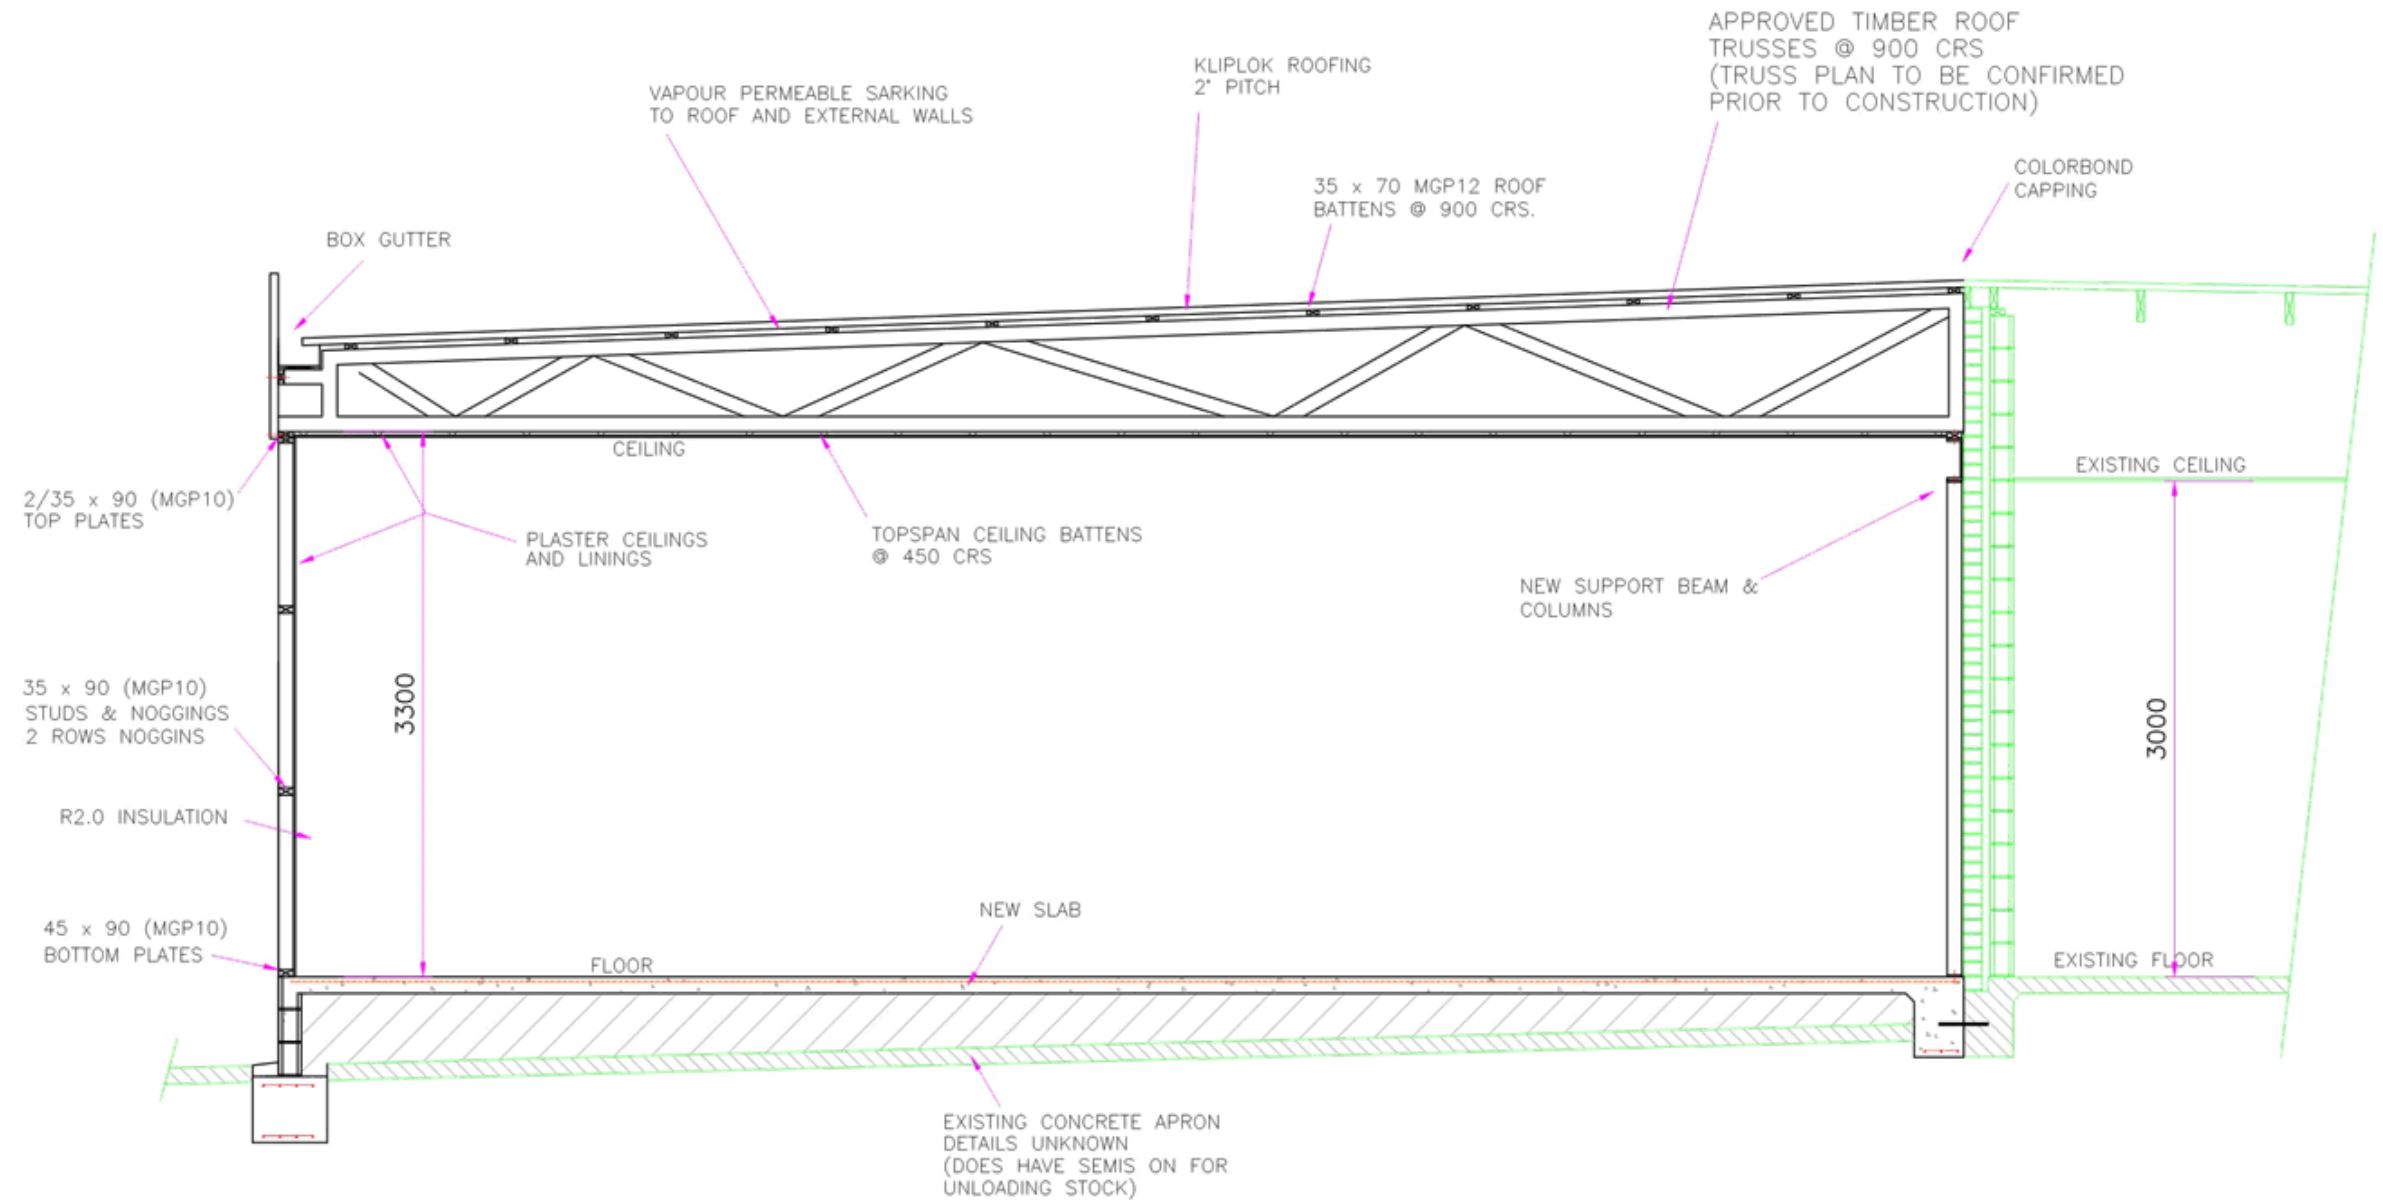 APPROVED TIMBER ROOF
TRUSSES @ 900 CRS
(TRUSS PLAN TO BE CONFIRMED
PRIOR TO CONSTRUCTION)
KLIPLOK ROOFING
2° PITCH
VAPOUR PERMEABLE SARKING
TO ROOF AND EXTERNAL WALLS
COLORBOND
CAPPING
35 x 70 MGP12 ROOF
BATTENS @ 900 CRS.
BOX GUTTER
CEILING
EXISTING CEILING
2/35 x 90 (MGP10)
TOP PLATES
PLASTER CEILINGS
AND LININGS
TOPSPAN CEILING BATTENS
@ 450 CRS
NEW SUPPORT BEAM &
COLUMNS
3300
3000
35 x 90 (MGP10)
STUDS & NOGGINGS
2 ROWS NOGGINS
R2.0 INSULATION
NEW SLAB
45 x 90 (MGP10)
BOTTOM PLATES
FLOOR
EXISTING FLOOR
EXISTING CONCRETE APRON
DETAILS UNKNOWN
(DOES HAVE SEMIS ON FOR
UNLOADING STOCK)